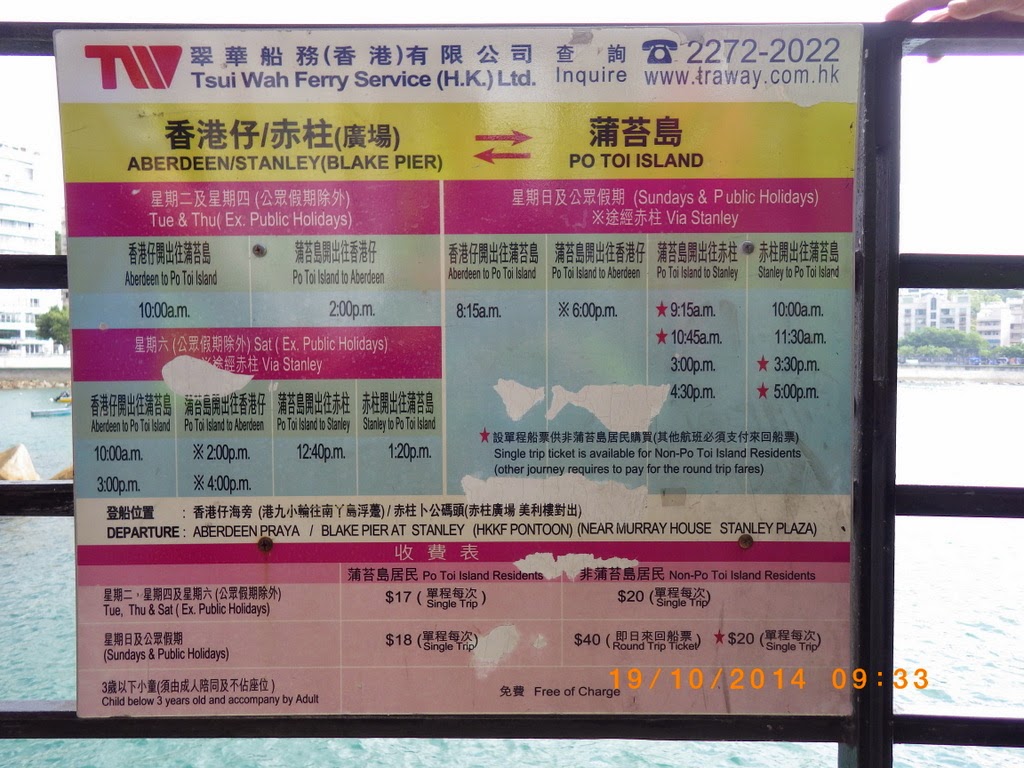 TW 翠華船務(香港)有限公司 查詢 ☎ 2272-2022
Tsui Wah Ferry Service (H.K.) Ltd. Inquire www.traway.com.hk
香港仔/赤柱(廣場) 蒲苔島
ABERDEEN/STANLEY(BLAKE PIER) PO TOI ISLAND
星期二及星期四 (公眾假期除外)
Tue & Thu( Ex. Public Holidays)
香港仔開出往蒲苔島 蒲苔島開出往香港仔
Aberdeen to Po Toi Island Po Toi Island to Aberdeen
10:00a.m. 2:00p.m.
星期六 (公眾假期除外) Sat ( Ex. Public Holidays)
途經赤柱 Via Stanley
香港仔開出往蒲苔島 蒲苔島開出往香港仔 蒲苔島開出往赤柱 赤柱開出往蒲苔島
Aberdeen to Po Toi Island Po Toi Island to Aberdeen Po Toi Island to Stanley Stanley to Po Toi Island
10:00a.m. ※ 2:00p.m. 12:40p.m. 1:20p.m.
3:00p.m. ※ 4:00p.m.
星期日及公眾假期 (Sundays & Public Holidays)
※途經赤柱 Via Stanley
香港仔開出往蒲苔島 蒲苔島開出往香港仔 蒲苔島開出往赤柱 赤柱開出往蒲苔島
Aberdeen to Po Toi Island Po Toi Island to Aberdeen Po Toi Island to Stanley Stanley to Po Toi Island
8:15a.m. ※ 6:00p.m. ★ 9:15a.m. 10:00a.m.
★ 10:45a.m. 11:30a.m.
3:00p.m. ★ 3:30p.m.
4:30p.m. ★ 5:00p.m.
★設單程船票供非蒲苔島居民購買(其他航班必須支付來回船票)
Single trip ticket is available for Non-Po Toi Island Residents
(other journey requires to pay for the round trip fares)
登船位置 : 香港仔海旁 (港九小輪往南丫島浮躉) / 赤柱卜公碼頭(赤柱廣場 美利樓對出)
DEPARTURE : ABERDEEN PRAYA / BLAKE PIER AT STANLEY (HKKF PONTOON) (NEAR MURRAY HOUSE STANLEY PLAZA)
收費表
蒲苔島居民 Po Toi Island Residents 非蒲苔島居民 Non-Po Toi Island Residents
星期二，星期四及星期六 (公眾假期除外)
Tue, Thu & Sat ( Ex. Public Holidays)
$17 ( 單程每次 Single Trip ) $20 ( 單程每次 Single Trip )
星期日及公眾假期
(Sundays & Public Holidays)
$18 ( 單程每次 Single Trip ) $40 ( 即日來回船票 Round Trip Ticket ) ★ $20 ( 單程每次 Single Trip )
3歲以下小童(須由成人陪同及不佔座位)
Child below 3 years old and accompany by Adult
免費 Free of Charge
19/10/2014 09:33